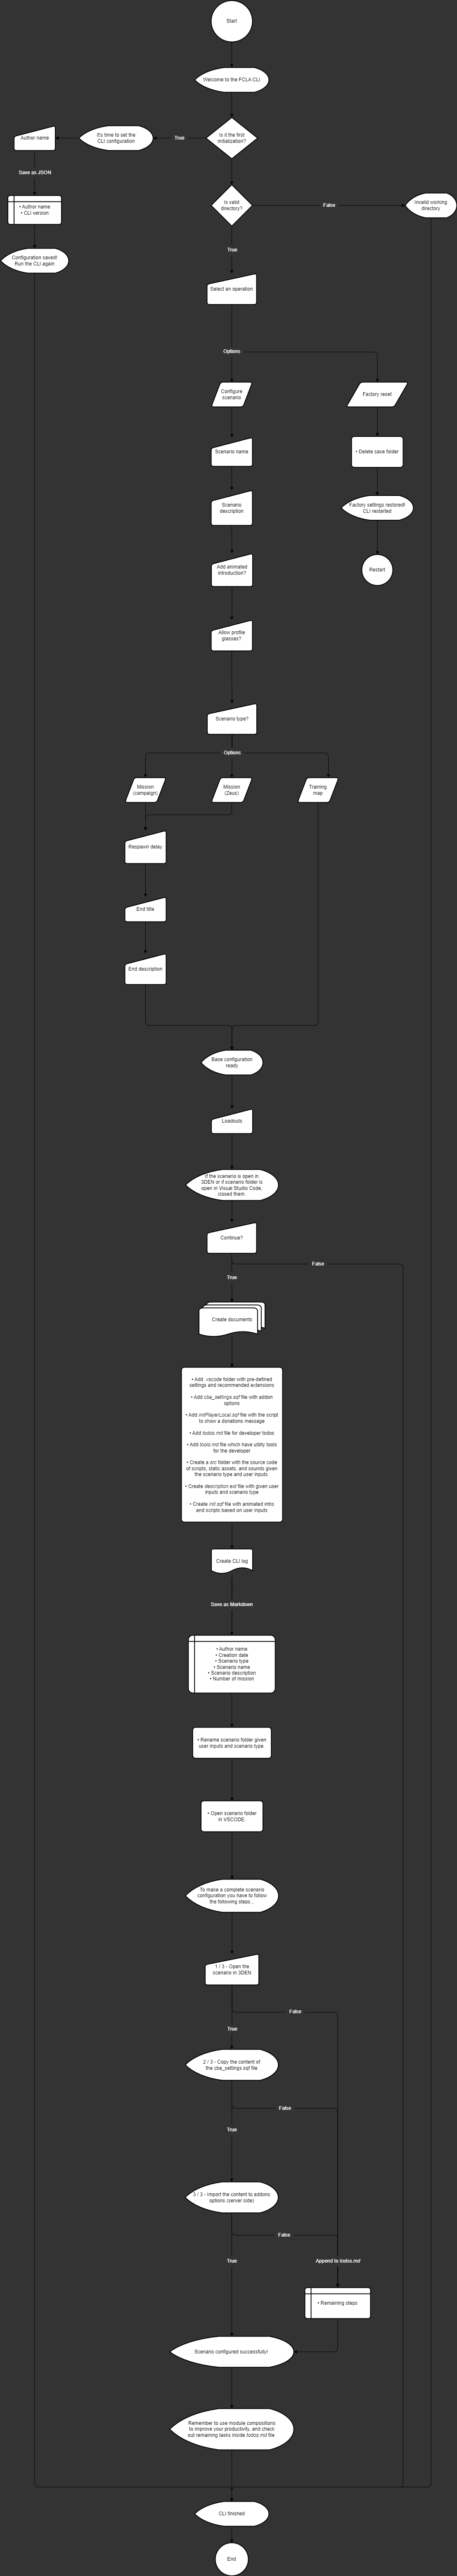 Start
Welcome to the FCLA CLI
Is it the first
initialization?
True
It's time to set the
CLI configuration
Author name
Save as JSON
• Author name
• CLI version
Configuration saved!
Run the CLI again
Is valid
directory?
False
Invalid working
directory
True
Select an operation
Options
Configure
scenario
Factory reset
Scenario name
• Delete save folder
Scenario
description
Factory settings restored!
CLI restarted
Add animated
introduction?
Restart
Allow profile
glasses?
Scenario type?
Options
Mission
(campaign)
Mission
(Zeus)
Training
map
Respawn delay
End title
End description
Base configuration
ready
Loadouts
If the scenario is open in
3DEN or if scenario folder is
open in Visual Studio Code,
closed them.
Continue?
False
True
Create documents
• Add .vscode folder with pre-defined
settings and recommended extensions
• Add cba_settings.sqf file with addon
options
• Add initPlayerLocal.sqf file with the script
to show a donations message
• Add todos.md file for developer todos
• Add tools.md file which have utility tools
for the developer
• Create a src folder with the source code
of scripts, static assets, and sounds given
the scenario type and user inputs
• Create description.ext file with given user
inputs and scenario type
• Create init.sqf file with animated intro
and scripts based on user inputs
Create CLI log
Save as Markdown
• Author name
• Creation date
• Scenario type
• Scenario name
• Scenario description
• Number of mission
• Rename scenario folder given
user inputs and scenario type
• Open scenario folder
in VSCODE
To make a complete scenario
configuration you have to follow
the following steps...
1 / 3 - Open the
scenario in 3DEN
False
True
2 / 3 - Copy the content of
the cba_settings.sqf file
False
True
3 / 3 - Import the content to addons
options (server side)
False
True
Append to todos.md
• Remaining steps
Scenario configured successfully!
Remember to use module compositions
to improve your productivity, and check
out remaining tasks inside todos.md file
CLI finished
End